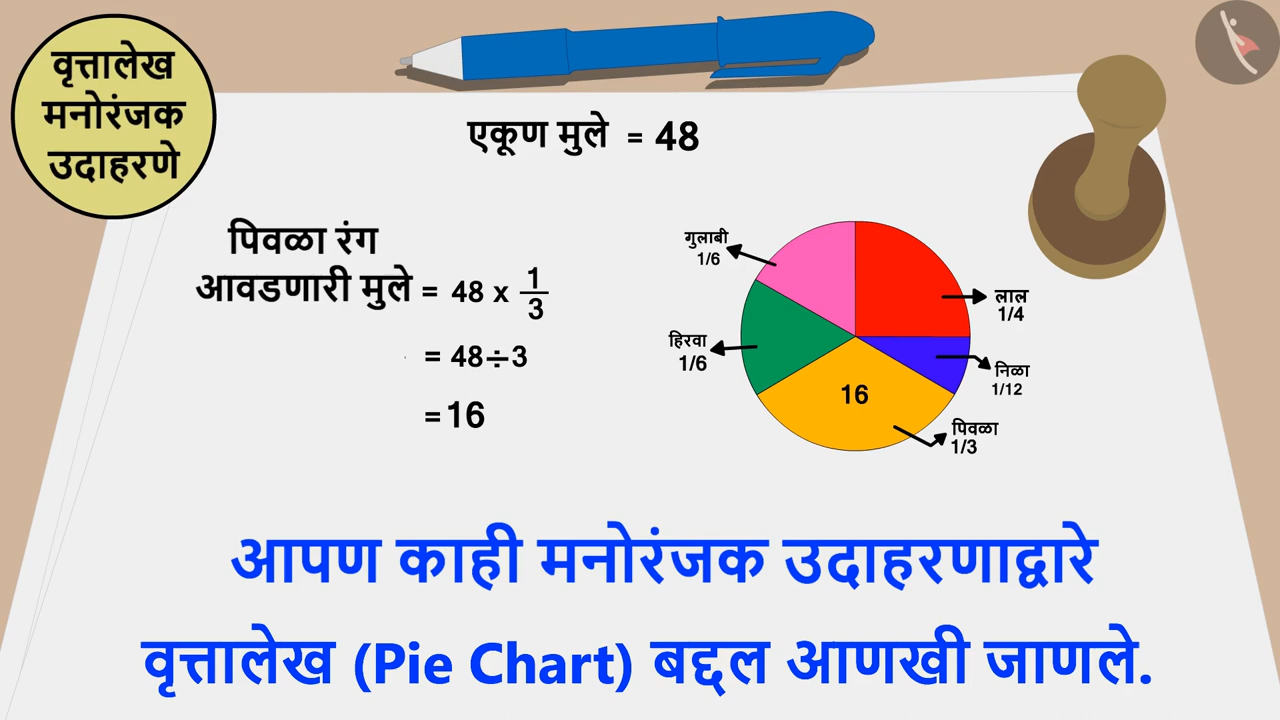 वृत्तालेख
मनोरंजक
उदाहरणे
एकूण मुले = 48
पिवळा रंग
आवडणारी मुले = 48 x 1/3
= 48÷3
= 16
गुलाबी
1/6
लाल
1/4
हिरवा
1/6
निळा
1/12
16
पिवळा
1/3
आपण काही मनोरंजक उदाहरणाद्वारे
वृत्तालेख (Pie Chart) बद्दल आणखी जाणले.